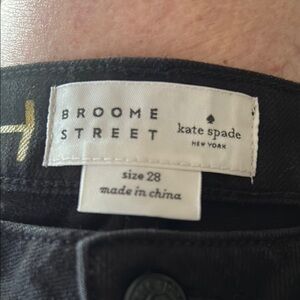 BROOME
STREET
kate spade
NEW YORK
size 28
made in china